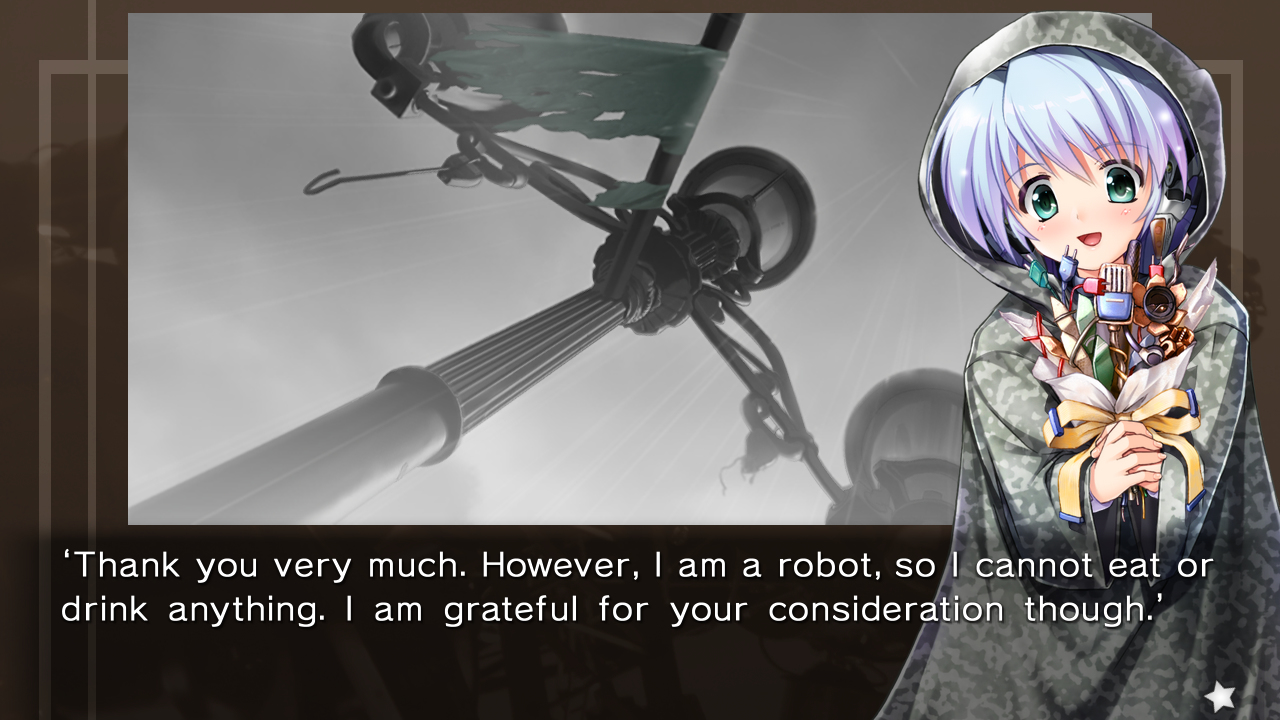 ‘Thank you very much. However, I am a robot, so I cannot eat or
drink anything. I am grateful for your consideration though.’